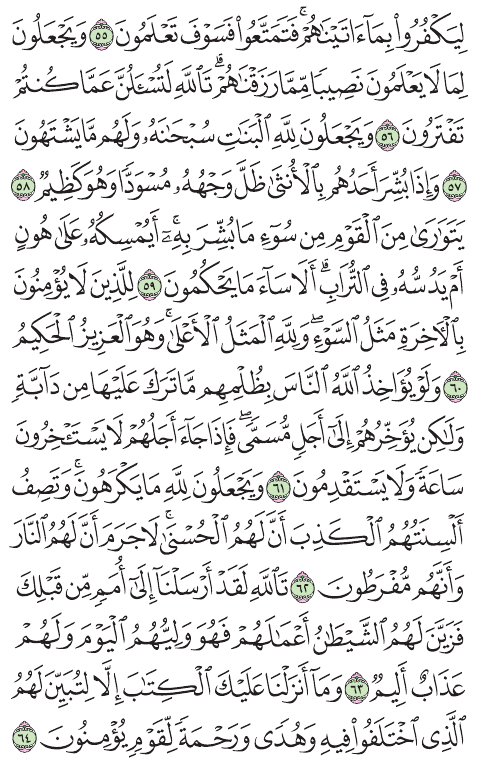 لِيَكْفُرُوا۟ بِمَآ ءَاتَيْنَٰهُمْ ۚ فَتَمَتَّعُوا۟ فَسَوْفَ تَعْلَمُونَ ٥٥ وَيَجْعَلُونَ
لِمَا لَا يَعْلَمُونَ نَصِيبًا مِّمَّا رَزَقْنَٰهُمْ ۗ تَٱللَّهِ لَتُسْـَٔلُنَّ عَمَّا كُنتُمْ
تَفْتَرُونَ ٥٦ وَيَجْعَلُونَ لِلَّهِ ٱلْبَنَٰتِ سُبْحَٰنَهُۥ وَلَهُم مَّا يَشْتَهُونَ
٥٧ وَإِذَا بُشِّرَ أَحَدُهُم بِٱلْأُنثَىٰ ظَلَّ وَجْهُهُۥ مُسْوَدًّا وَهُوَ كَظِيمٌ ٥٨
يَتَوَٰرَىٰ مِنَ ٱلْقَوْمِ مِن سُوٓءِ مَا بُشِّرَ بِهِۦٓ ۚ أَيُمْسِكُهُۥ عَلَىٰ هُونٍ
أَمْ يَدُسُّهُۥ فِى ٱلتُّرَابِ ۗ أَلَا سَآءَ مَا يَحْكُمُونَ ٥٩ لِلَّذِينَ لَا يُؤْمِنُونَ
بِٱلْـَٔاخِرَةِ مَثَلُ ٱلسَّوْءِ ۖ وَلِلَّهِ ٱلْمَثَلُ ٱلْأَعْلَىٰ ۚ وَهُوَ ٱلْعَزِيزُ ٱلْحَكِيمُ
٦٠ وَلَوْ يُؤَاخِذُ ٱللَّهُ ٱلنَّاسَ بِظُلْمِهِم مَّا تَرَكَ عَلَيْهَا مِن دَآبَّةٍ
وَلَٰكِن يُؤَخِّرُهُمْ إِلَىٰٓ أَجَلٍ مُّسَمًّى ۖ فَإِذَا جَآءَ أَجَلُهُمْ لَا يَسْتَـْٔخِرُونَ
سَاعَةً وَلَا يَسْتَقْدِمُونَ ٦١ وَيَجْعَلُونَ لِلَّهِ مَا يَكْرَهُونَ ۚ وَتَصِفُ
أَلْسِنَتُهُمُ ٱلْكَذِبَ أَنَّ لَهُمُ ٱلْحُسْنَىٰ ۖ لَا جَرَمَ أَنَّ لَهُمُ ٱلنَّارَ
وَأَنَّهُم مُّفْرَطُونَ ٦٢ تَٱللَّهِ لَقَدْ أَرْسَلْنَآ إِلَىٰٓ أُمَمٍ مِّن قَبْلِكَ
فَزَيَّنَ لَهُمُ ٱلشَّيْطَٰنُ أَعْمَٰلَهُمْ فَهُوَ وَلِيُّهُمُ ٱلْيَوْمَ وَلَهُمْ
عَذَابٌ أَلِيمٌ ٦٣ وَمَآ أَنزَلْنَا عَلَيْكَ ٱلْكِتَٰبَ إِلَّا لِتُبَيِّنَ لَهُمُ
ٱلَّذِى ٱخْتَلَفُوا۟ فِيهِ ۙ وَهُدًى وَرَحْمَةً لِّقَوْمٍ يُؤْمِنُونَ ٦٤